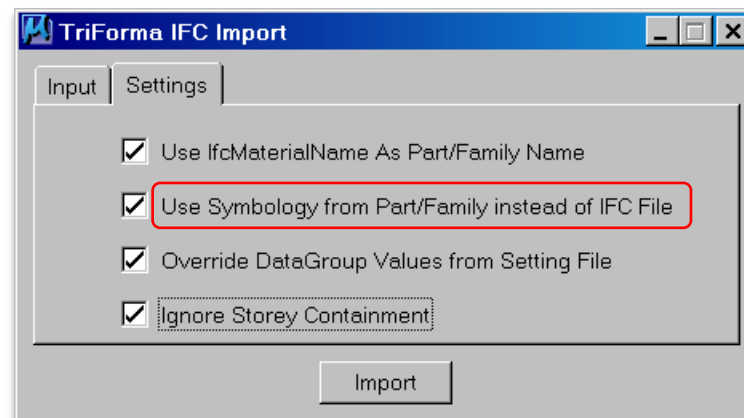 TriForma IFC Import
Input Settings
Use IfcMaterialName As Part/Family Name
Use Symbology from Part/Family instead of IFC File
Override DataGroup Values from Setting File
Ignore Storey Containment
Import